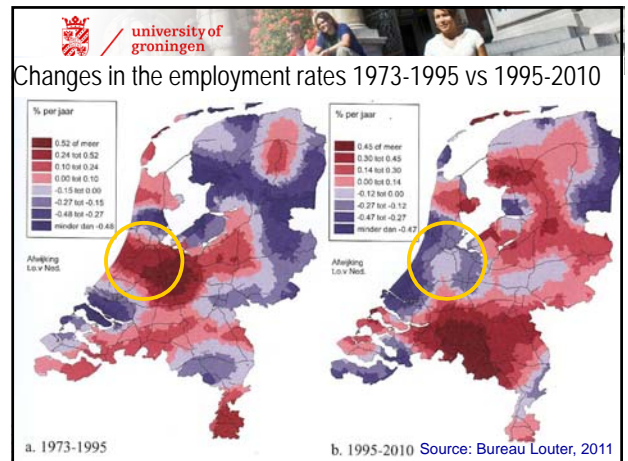 university of
groningen
Changes in the employment rates 1973-1995 vs 1995-2010
% per jaar
0.52 of meer
0.24 tot 0.52
0.10 tot 0.24
0.00 tot 0.10
-0.15 tot 0.00
-0.27 tot -0.15
-0.48 tot -0.27
minder dan -0.48
Afwijking
t.o.v Ned.
a. 1973-1995
% per jaar
0.45 of meer
0.30 tot 0.45
0.14 tot 0.30
0.00 tot 0.14
-0.12 tot 0.00
-0.27 tot -0.12
-0.47 tot -0.27
minder dan -0.47
Afwijking
t.o.v Ned.
b. 1995-2010
Source: Bureau Louter, 2011